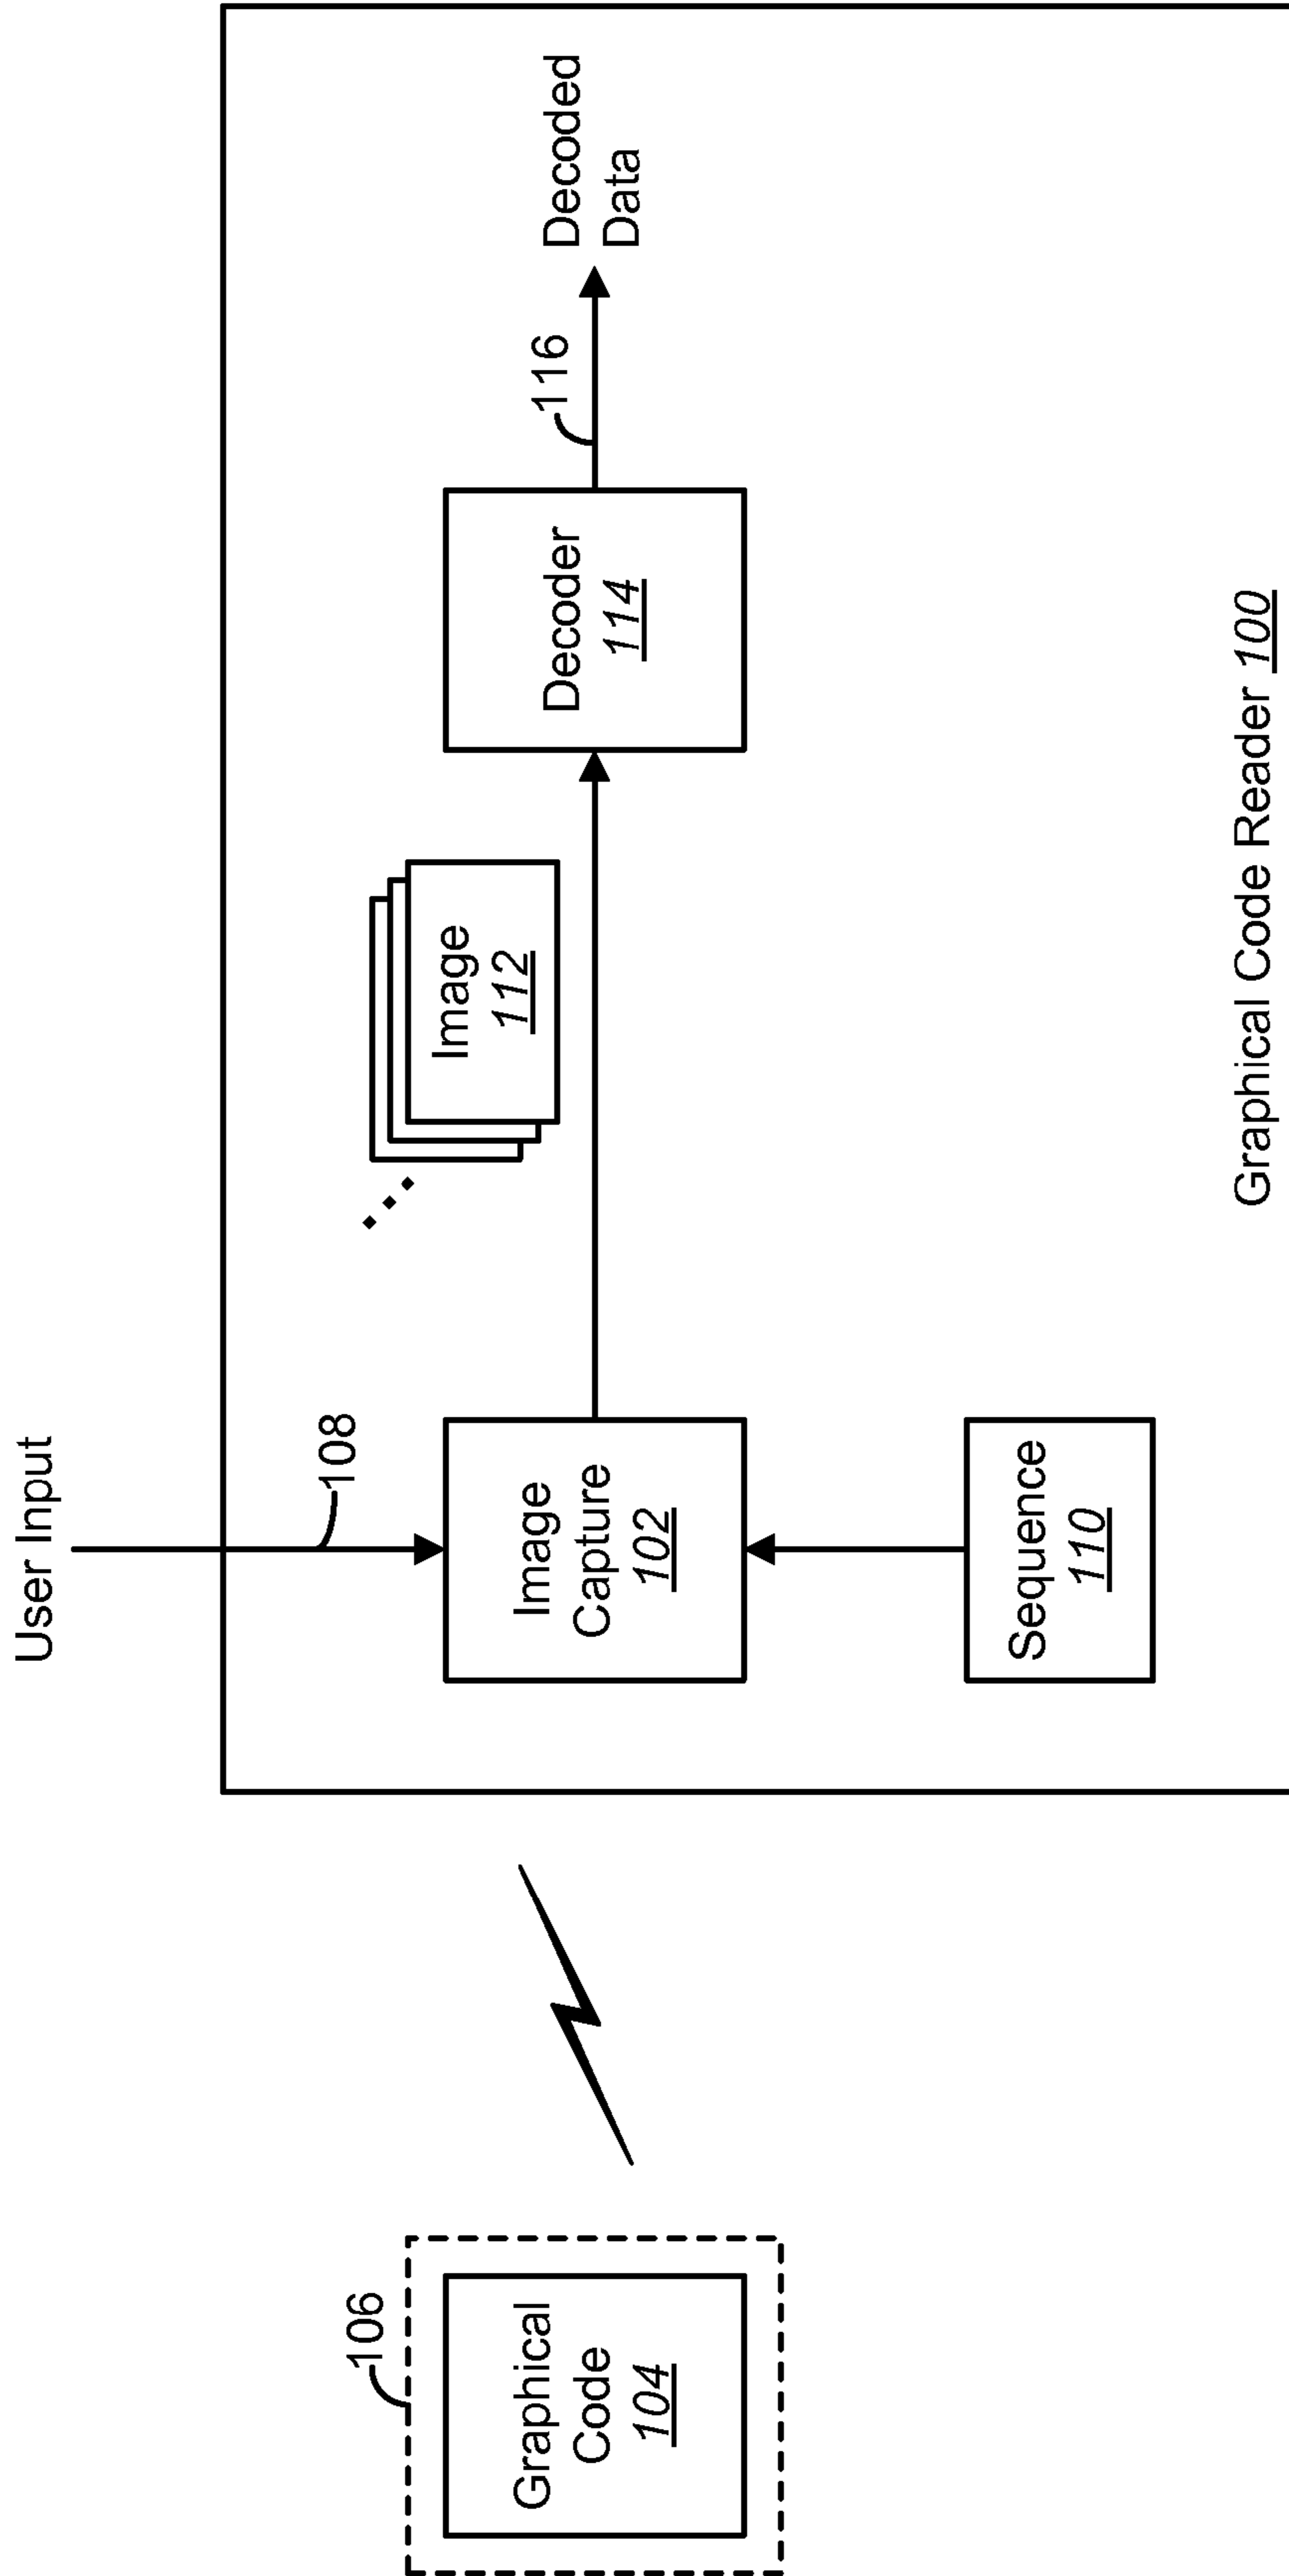 User Input
108
106
Graphical
Code
104
Image
Capture
102
Image
112
Decoder
114
116
Decoded
Data
Sequence
110
Graphical Code Reader 100